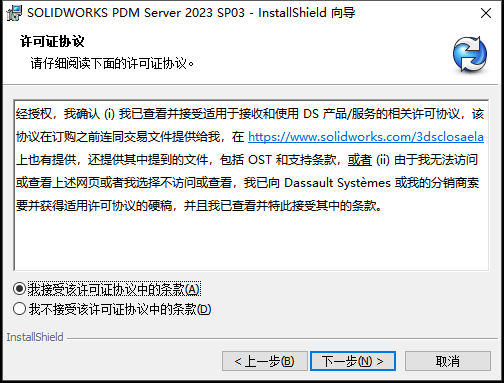 SOLIDWORKS PDM Server 2023 SP03 - InstallShield 向导
许可证协议
请仔细阅读下面的许可证协议。
经授权，我确认 (i) 我已查看并接受适用于接收和使用 DS 产品/服务的相关许可协议，该
协议在订购之前连同交易文件提供给我，在 https://www.solidworks.com/3dsclosaela
上也有提供，还提供其中提到的文件，包括 OST 和支持条款，或者 (ii) 由于我无法访问
或查看上述网页或者我选择不访问或查看，我已向 Dassault Systèmes 或我的分销商索
要并获得适用许可协议的硬稿，并且我已查看并特此接受其中的条款。
我接受该许可证协议中的条款(A)
我不接受该许可证协议中的条款(D)
InstallShield
< 上一步(B)
下一步(N) >
取消